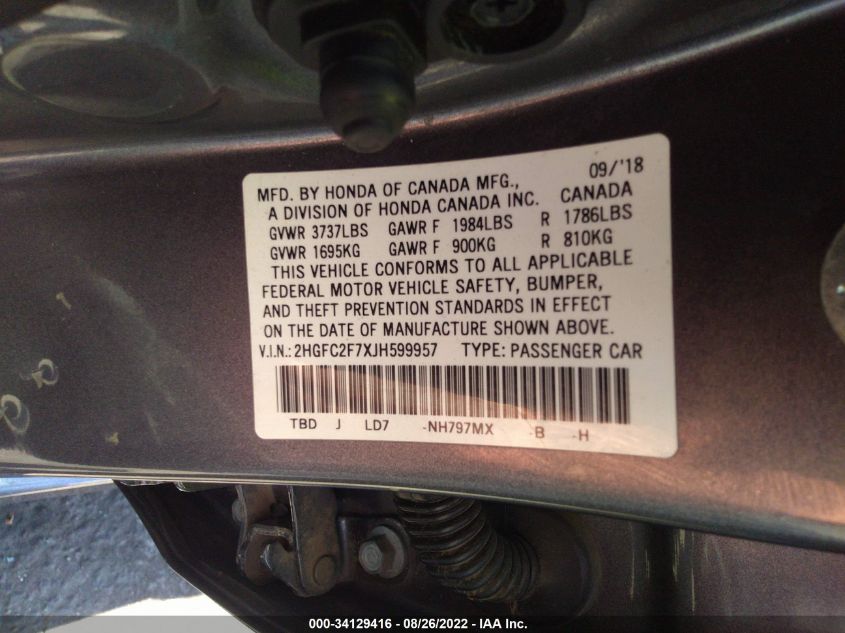 09/'18
MFD. BY HONDA OF CANADA MFG.,
A DIVISION OF HONDA CANADA INC. CANADA
GVWR 3737LBS GAWR F 1984LBS R 1786LBS
GVWR 1695KG GAWR F 900KG R 810KG
THIS VEHICLE CONFORMS TO ALL APPLICABLE
FEDERAL MOTOR VEHICLE SAFETY, BUMPER,
AND THEFT PREVENTION STANDARDS IN EFFECT
ON THE DATE OF MANUFACTURE SHOWN ABOVE.
V.I.N.: 2HGFC2F7XJH599957 TYPE: PASSENGER CAR
TBD J LD7 -NH797MX -B -H
000-34129416 - 08/26/2022 - IAA Inc.